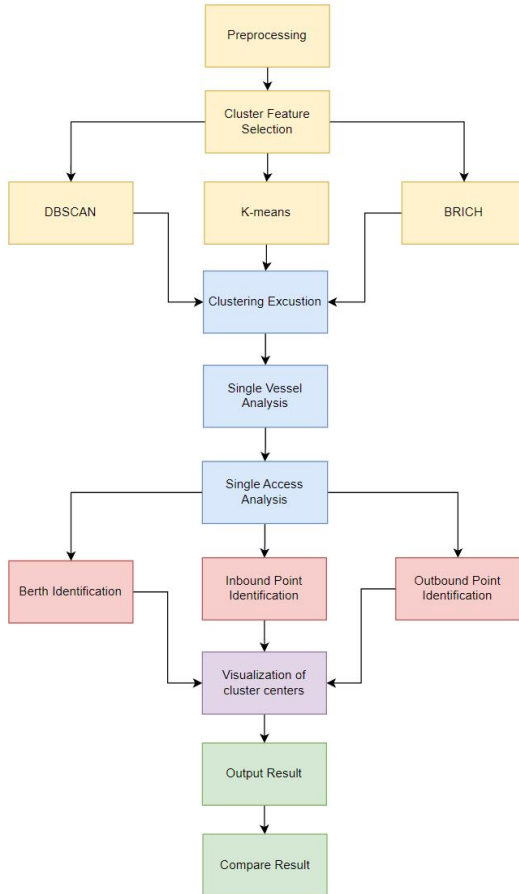 Preprocessing
Cluster Feature
Selection
DBSCAN
K-means
BRICH
Clustering Excustion
Single Vessel
Analysis
Single Access
Analysis
Berth Identification
Inbound Point
Identification
Outbound Point
Identification
Visualization of
cluster centers
Output Result
Compare Result